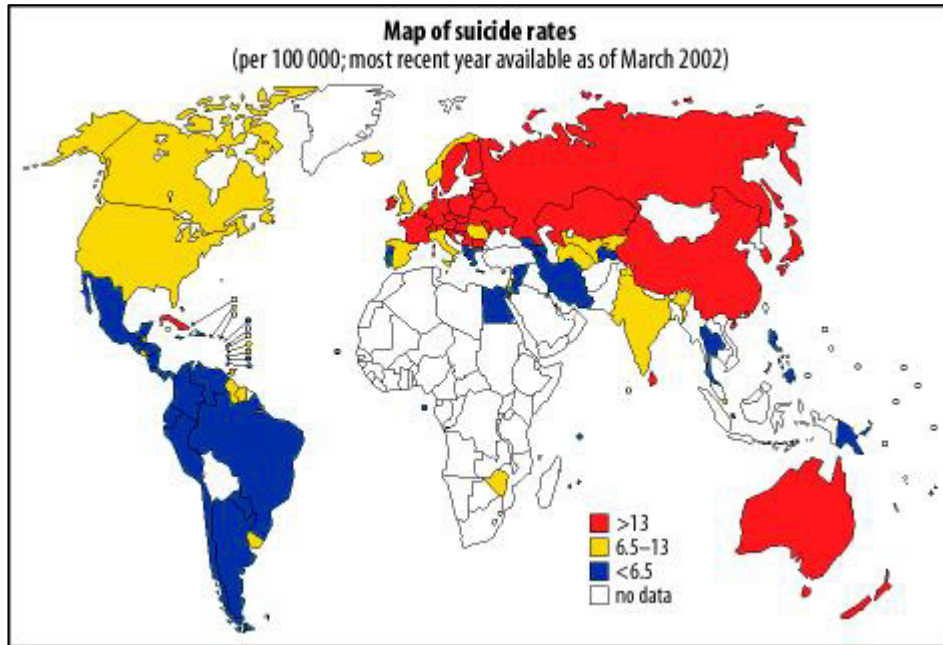 Map of suicide rates
(per 100 000; most recent year available as of March 2002)
>13
6.5–13
<6.5
no data